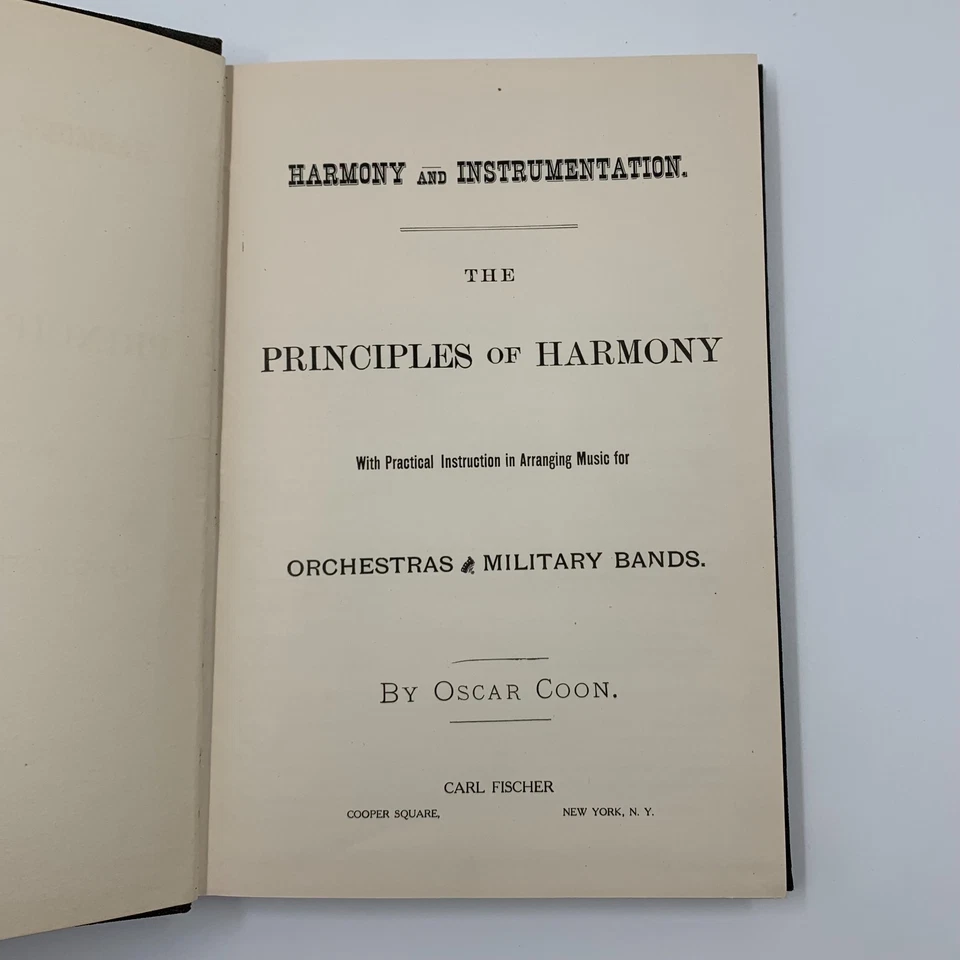 HARMONY AND INSTRUMENTATION.
THE
PRINCIPLES OF HARMONY
With Practical Instruction in Arranging Music for
ORCHESTRAS & MILITARY BANDS.
BY OSCAR COON.
CARL FISCHER
COOPER SQUARE, NEW YORK, N. Y.